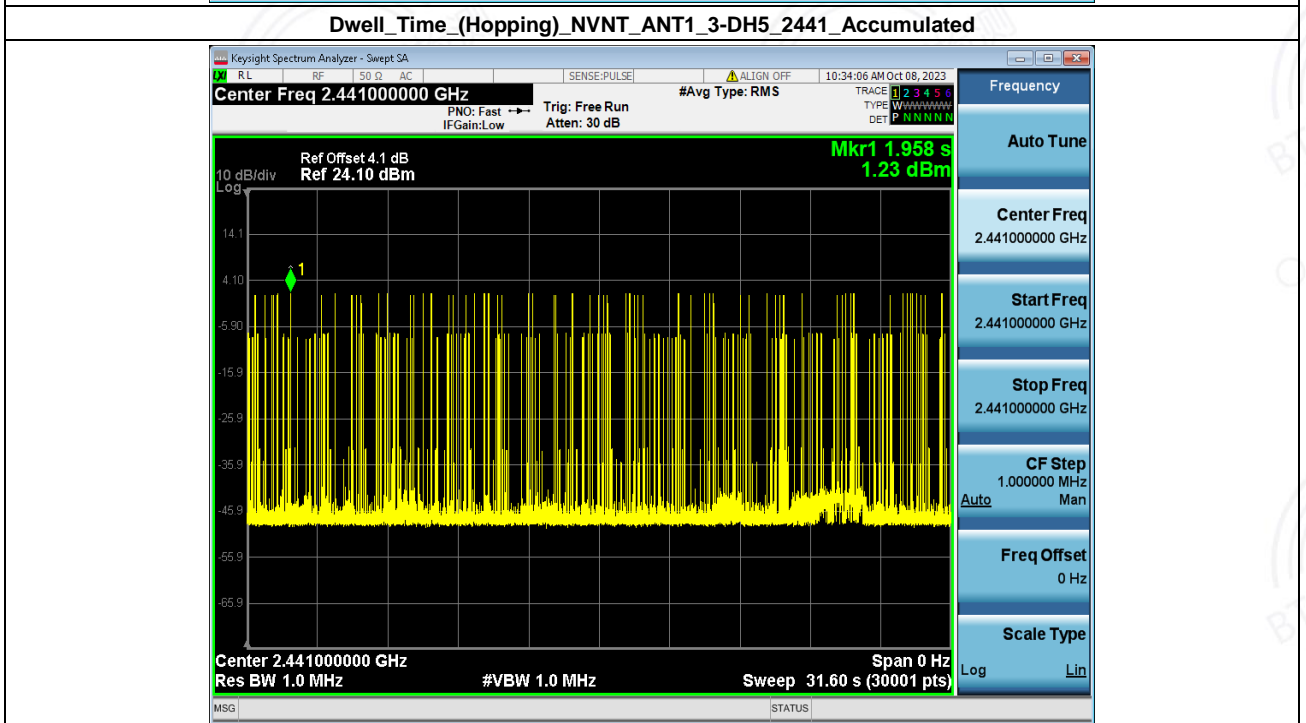 Dwell_Time_(Hopping)_NVNT_ANT1_3-DH5_2441_Accumulated
Keysight Spectrum Analyzer - Swept SA
LXI RL RF 50 Ω AC SENSE:PULSE ALIGN OFF 10:34:06 AM Oct 08, 2023
Center Freq 2.441000000 GHz #Avg Type: RMS TRACE 1 2 3 4 5 6
PNO: Fast Trig: Free Run TYPE WWWWWW
IFGain:Low Atten: 30 dB DET P N N N N N
Mkr1 1.958 s
1.23 dBm
Ref Offset 4.1 dB
10 dB/div Ref 24.10 dBm
Log
1
14.1
4.10
-5.90
-15.9
-25.9
-35.9
-45.9
-55.9
-65.9
Center 2.441000000 GHz Span 0 Hz
Res BW 1.0 MHz #VBW 1.0 MHz Sweep 31.60 s (30001 pts)
MSG STATUS
Frequency
Auto Tune
Center Freq
2.441000000 GHz
Start Freq
2.441000000 GHz
Stop Freq
2.441000000 GHz
CF Step
1.000000 MHz
Auto Man
Freq Offset
0 Hz
Scale Type
Log Lin